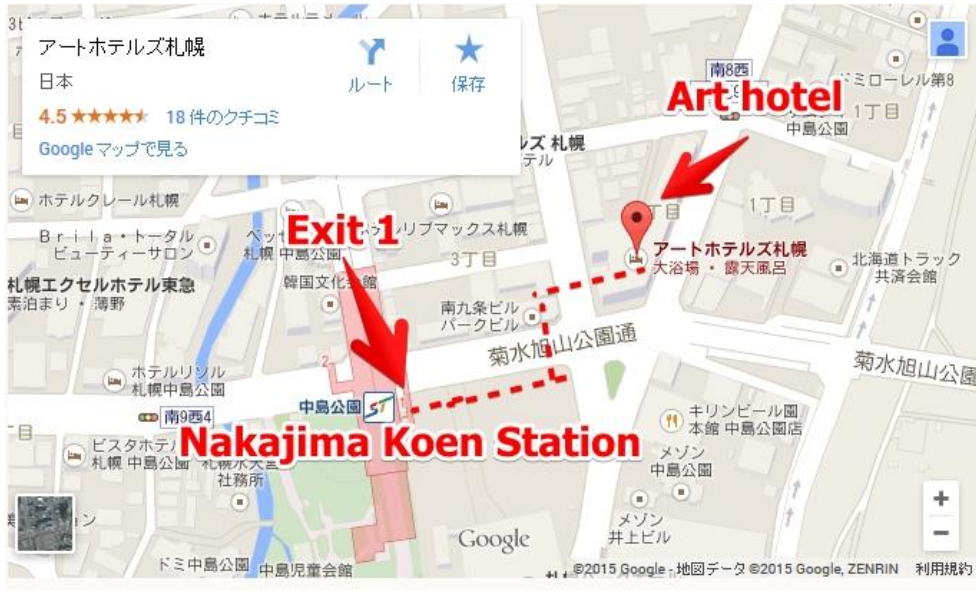 アートホテルズ札幌
日本
4.5 ★★★★★ 18 件のクチコミ
Google マップで見る
ルート
保存
南8西
ドミローレル第8
Art hotel
1丁目
中島公園
ルズ 札幌
テル
ホテルクレール札幌
Exit 1
リブマックス札幌
1丁目
Brila・トータル
ビューティーサロン
札幌 中島公園
3丁目
アートホテルズ札幌
大浴場・露天風呂
北海道トラック
共済会館
札幌エクセルホテル東急
素泊まり・薄野
韓国文化会館
南九条ビル
パークビル
菊水旭山公園通
菊水旭山公園
2
ホテルリソル
札幌中島公園
中島公園
ST
南9西4
キリンビール園
本館 中島公園店
Nakajima Koen Station
ビスタホテル
札幌 中島公園
札幌水天宮
社務所
メゾン
中島公園
メゾン
井上ビル
Google
ドミ中島公園
中島児童会館
©2015 Google - 地図データ ©2015 Google, ZENRIN
利用規約
+
−